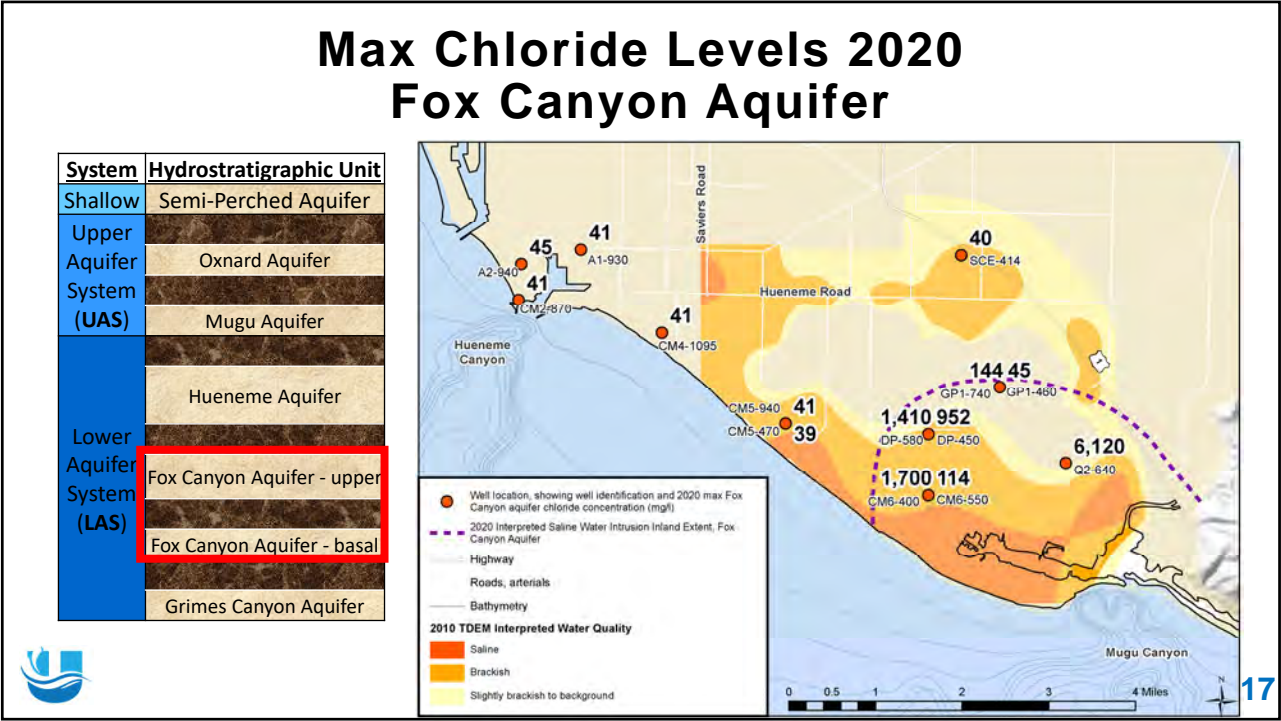 Max Chloride Levels 2020
Fox Canyon Aquifer
System Hydrostratigraphic Unit
Shallow Semi-Perched Aquifer
Upper
Aquifer
System
(UAS)
Oxnard Aquifer
Mugu Aquifer
Lower
Aquifer
System
(LAS)
Hueneme Aquifer
Fox Canyon Aquifer - upper
Fox Canyon Aquifer - basal
Grimes Canyon Aquifer
Saviers Road
45
A2-940
41
A1-930
41
CM2-870
40
SCE-414
Hueneme Road
41
CM4-1095
Hueneme
Canyon
1
144 45
GP1-740 GP1-460
CM5-940 41
CM5-470 39
1,410 952
DP-580 DP-450
6,120
Q2-640
1,700 114
CM6-400 CM6-550
Mugu Canyon
Well location, showing well identification and 2020 max Fox
Canyon aquifer chloride concentration (mg/l)
2020 Interpreted Saline Water Intrusion Inland Extent, Fox
Canyon Aquifer
Highway
Roads, arterials
Bathymetry
2010 TDEM Interpreted Water Quality
Saline
Brackish
Slightly brackish to background
0 0.5 1 2 3 4 Miles
N
17